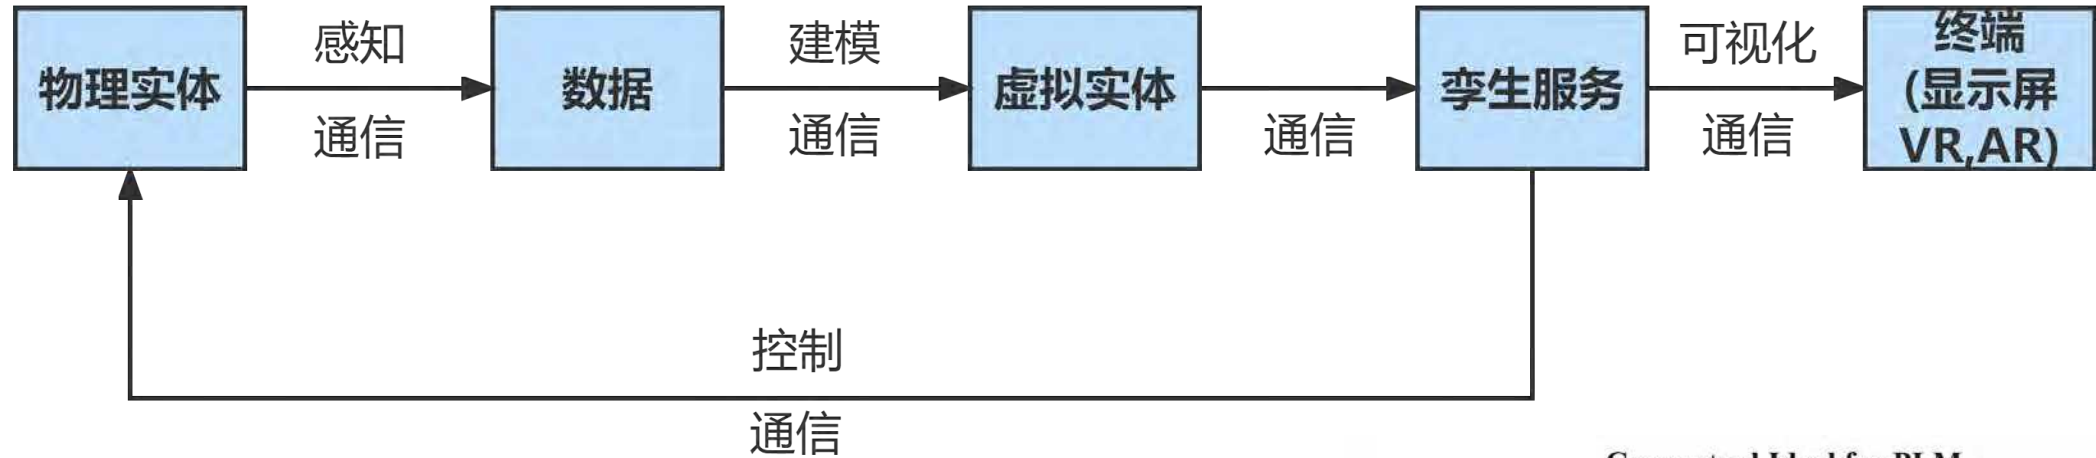 物理实体
感知
通信
数据
建模
通信
虚拟实体
通信
孪生服务
可视化
通信
终端
(显示屏
VR,AR)
控制
通信